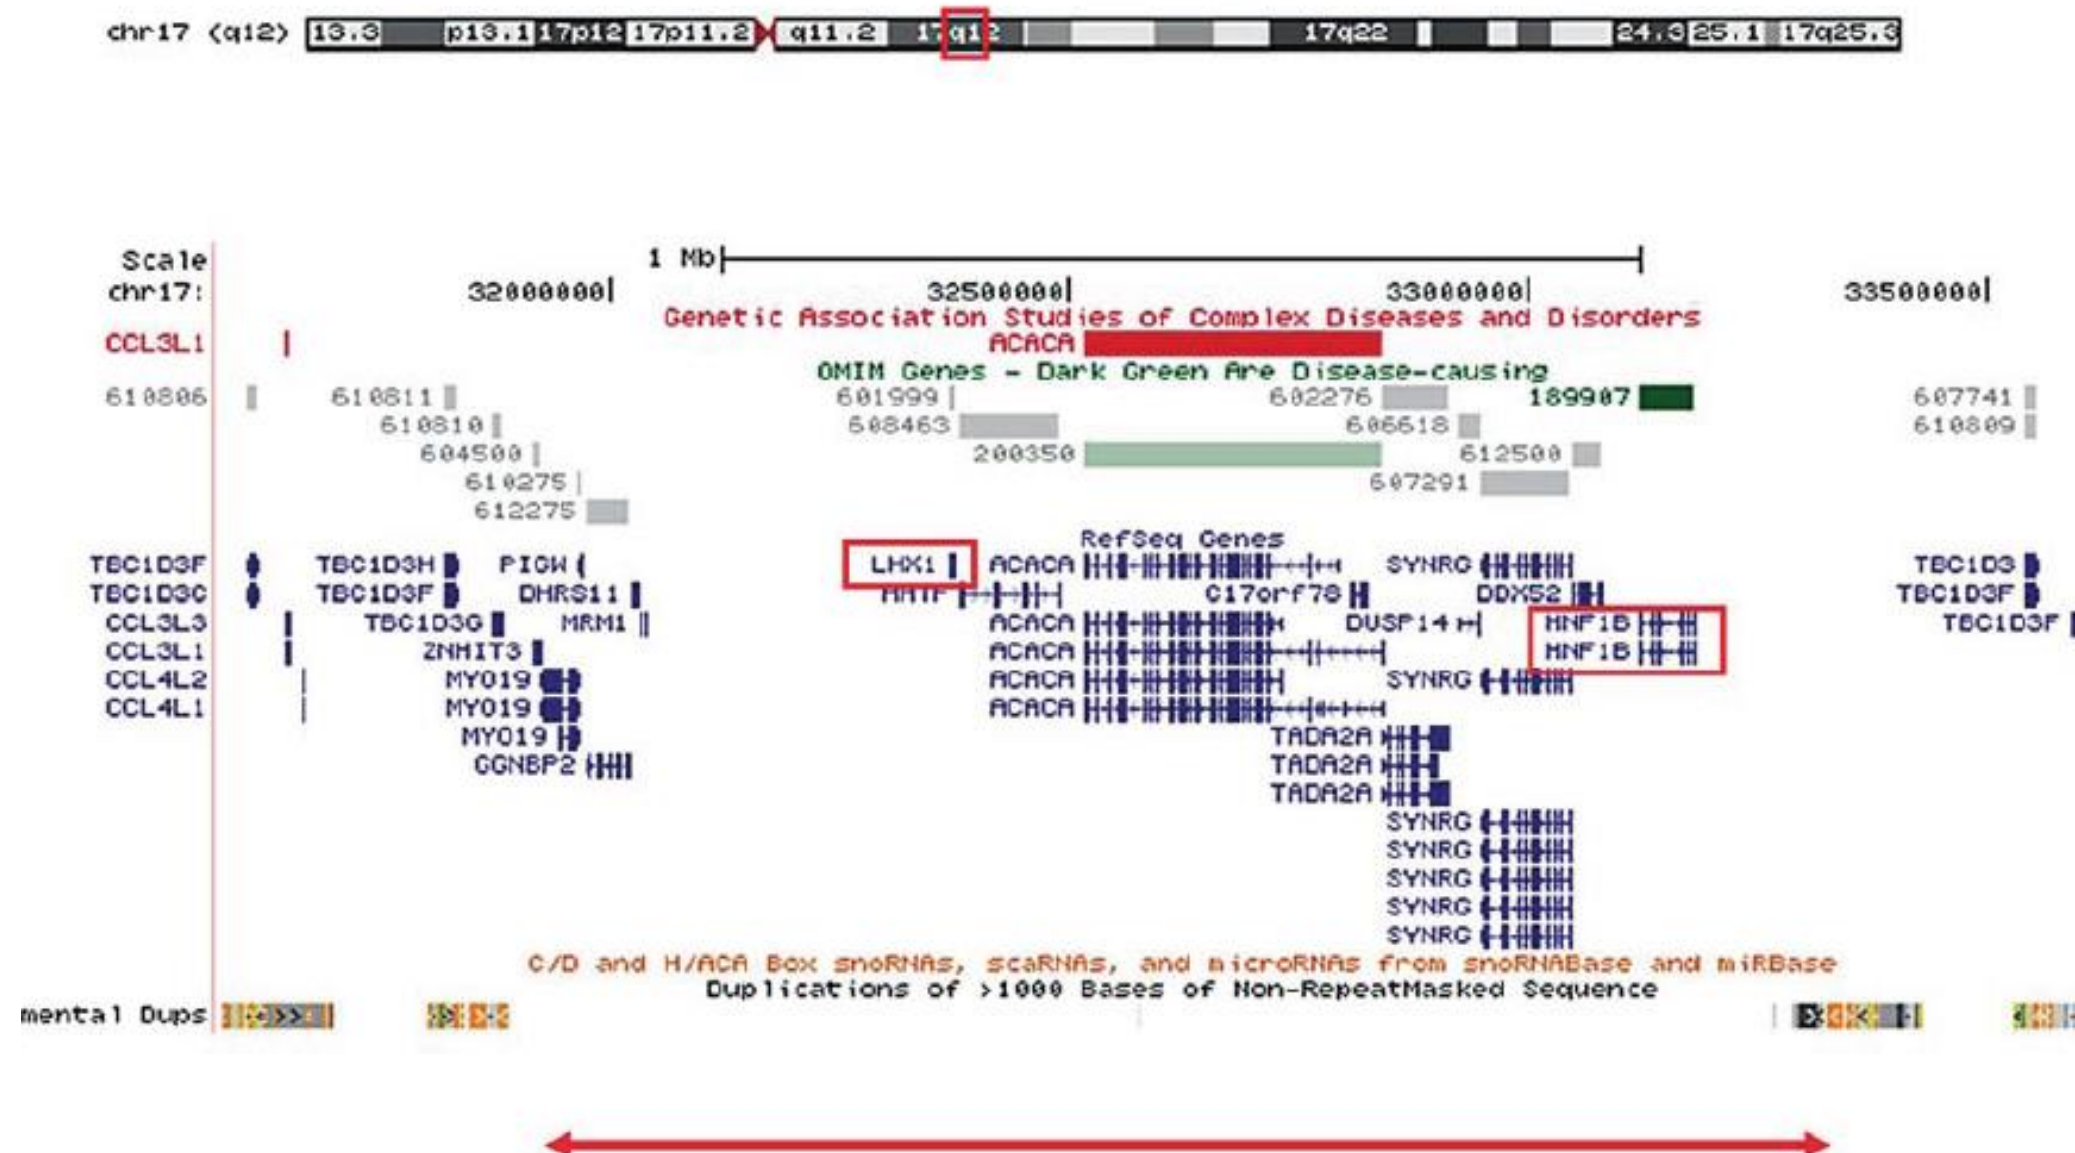 chr17 (q12) 13.3 p13.1 17p12 17p11.2 q11.2 17q12 17q22 24.3 25.1 17q25.3
Scale 1 Mb
chr17: 32000000 32500000 33000000 33500000
Genetic Association Studies of Complex Diseases and Disorders
CCL3L1 ACACA
OMIM Genes - Dark Green Are Disease-causing
610806 610811 601999 602276 189907 607741
610810 608463 606618 610809
604500 200350 612500
610275 607291
612275
RefSeq Genes
TBC1D3F TBC1D3H PIGW LHX1 ACACA SYNRG TBC1D3
TBC1D3C TBC1D3F DHRS11 C17orf78 DDX52 TBC1D3F
CCL3L3 TBC1D3G MRM1 ACACA DUSP14 HNF1B TBC1D3F
CCL3L1 ZNHIT3 ACACA HNF1B
CCL4L2 MYO19 ACACA SYNRG
CCL4L1 MYO19 ACACA
MYO19 TADA2A
GGNBP2 TADA2A
TADA2A
SYNRG
SYNRG
SYNRG
SYNRG
SYNRG
C/D and H/ACA Box snoRNAs, scaRNAs, and microRNAs from snoRNABase and miRBase
Duplications of >1000 Bases of Non-RepeatMasked Sequence
mental Dups